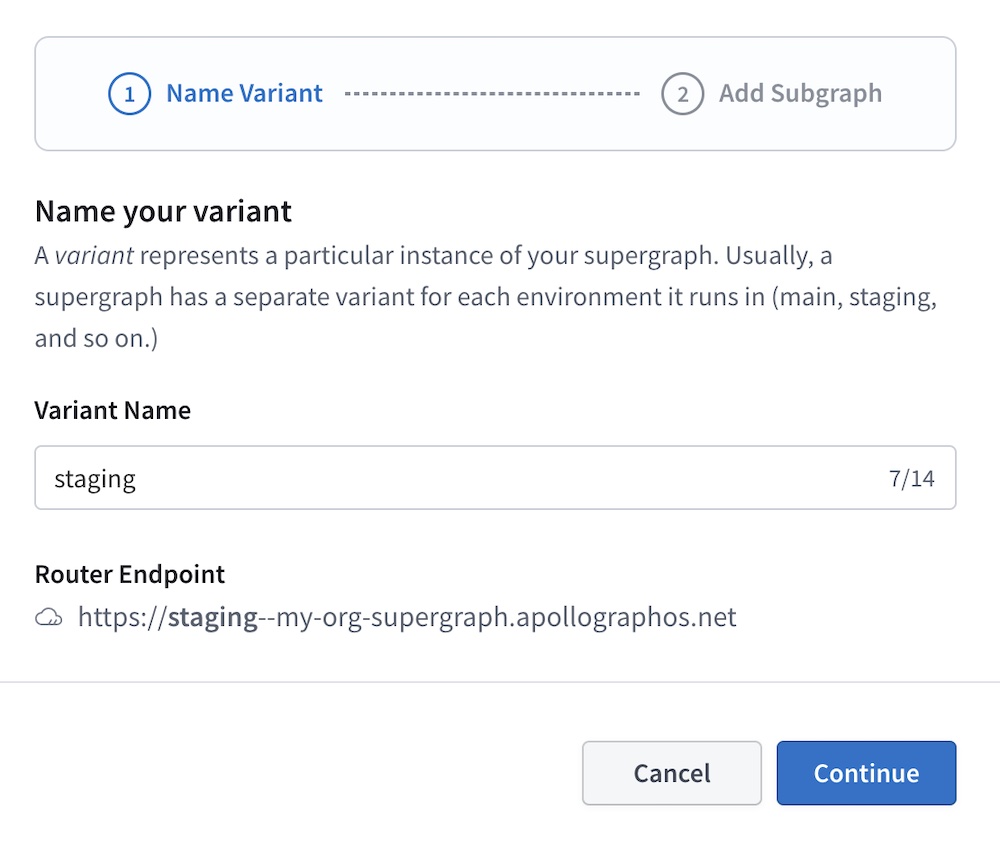 1 Name Variant 2 Add Subgraph
Name your variant
A variant represents a particular instance of your supergraph. Usually, a
supergraph has a separate variant for each environment it runs in (main, staging,
and so on.)
Variant Name
staging 7/14
Router Endpoint
https://staging--my-org-supergraph.apollographos.net
Cancel Continue